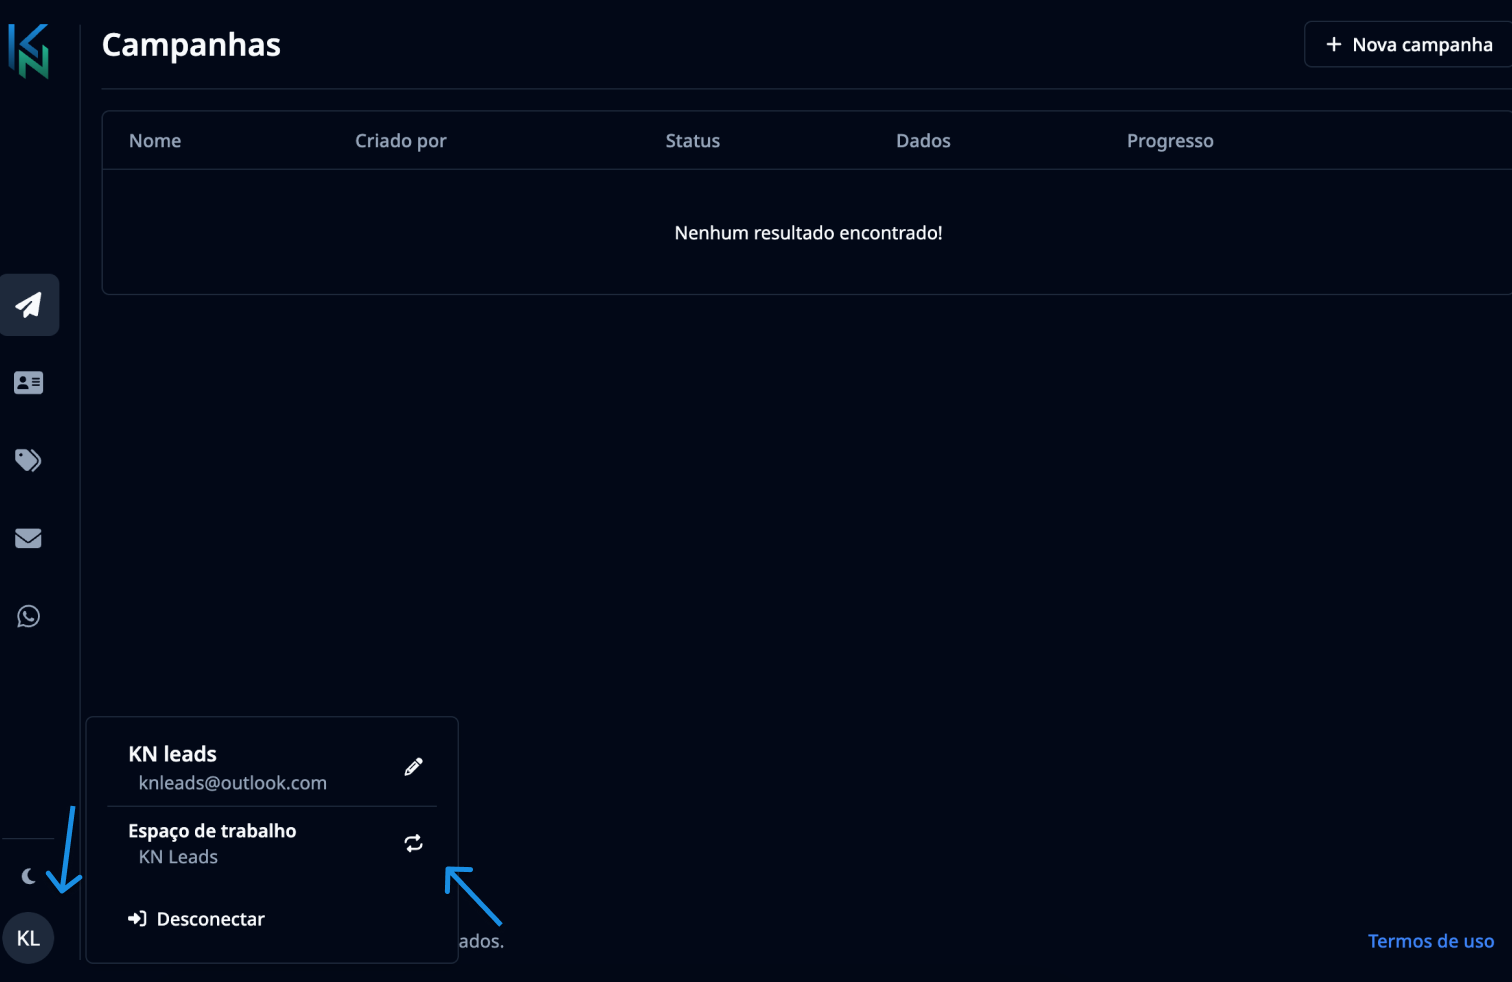 Campanhas
+ Nova campanha
Nome Criado por Status Dados Progresso
Nenhum resultado encontrado!
KN leads
knleads@outlook.com
Espaço de trabalho
KN Leads
Desconectar
KL
ados.
Termos de uso